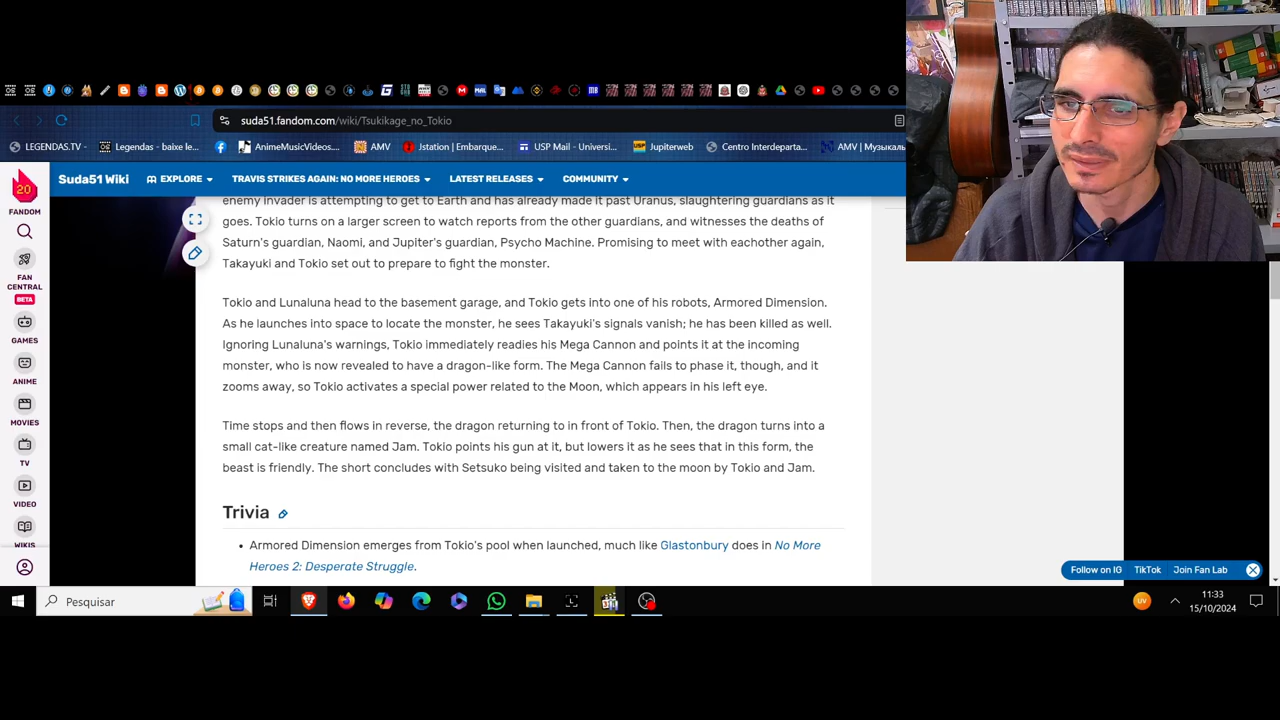 suda51.fandom.com/wiki/Tsukikage_no_Tokio
LEGENDAS.TV -
Legendas - baixe le...
AnimeMusicVideos....
AMV
Jstation | Embarque...
USP Mail - Universi...
Jupiterweb
Centro Interdeparta...
AMV | Музыкаль
20
FANDOM
Suda51 Wiki
EXPLORE
TRAVIS STRIKES AGAIN: NO MORE HEROES
LATEST RELEASES
COMMUNITY
FAN CENTRAL
BETA
GAMES
ANIME
MOVIES
TV
VIDEO
WIKIS
enemy invader is attempting to get to Earth and has already made it past Uranus, slaughtering guardians as it
goes. Tokio turns on a larger screen to watch reports from the other guardians, and witnesses the deaths of
Saturn's guardian, Naomi, and Jupiter's guardian, Psycho Machine. Promising to meet with eachother again,
Takayuki and Tokio set out to prepare to fight the monster.
Tokio and Lunaluna head to the basement garage, and Tokio gets into one of his robots, Armored Dimension.
As he launches into space to locate the monster, he sees Takayuki's signals vanish; he has been killed as well.
Ignoring Lunaluna's warnings, Tokio immediately readies his Mega Cannon and points it at the incoming
monster, who is now revealed to have a dragon-like form. The Mega Cannon fails to phase it, though, and it
zooms away, so Tokio activates a special power related to the Moon, which appears in his left eye.
Time stops and then flows in reverse, the dragon returning to in front of Tokio. Then, the dragon turns into a
small cat-like creature named Jam. Tokio points his gun at it, but lowers it as he sees that in this form, the
beast is friendly. The short concludes with Setsuko being visited and taken to the moon by Tokio and Jam.
Trivia
• Armored Dimension emerges from Tokio's pool when launched, much like Glastonbury does in No More
Heroes 2: Desperate Struggle.
Follow on IG
TikTok
Join Fan Lab
Pesquisar
UV
11:33
15/10/2024